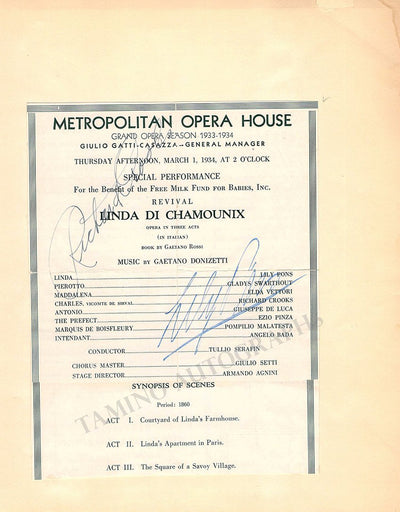 METROPOLITAN OPERA HOUSE
GRAND OPERA SEASON 1933-1934
GIULIO GATTI-CASAZZA--GENERAL MANAGER
THURSDAY AFTERNOON, MARCH 1, 1934, AT 2 O'CLOCK
SPECIAL PERFORMANCE
For the Benefit of the FREE MILK FUND FOR BABIES, INC.
REVIVAL
LINDA DI CHAMOUNIX
OPERA IN THREE ACTS
(IN ITALIAN)
BOOK BY GAETANO ROSSI
MUSIC BY GAETANO DONIZETTI
Richard Crooks
LINDA LILY PONS
PIEROTTO GLADYS SWARTHOUT
MADDALENA ELDA VETTORI
CHARLES, VICOMTE DE SIRVAL RICHARD CROOKS
ANTONIO GIUSEPPE DE LUCA
THE PREFECT EZIO PINZA
MARQUIS DE BOISFLEURY POMPILIO MALATESTA
INTENDANT ANGELO BADA
Lily Pons
CONDUCTOR TULLIO SERAFIN
CHORUS MASTER GIULIO SETTI
STAGE DIRECTOR ARMANDO AGNINI
SYNOPSIS OF SCENES
Period: 1860
ACT I. Courtyard of Linda's Farmhouse.
ACT II. Linda's Apartment in Paris.
ACT III. The Square of a Savoy Village.
TAMINO AUTOGRAPHS